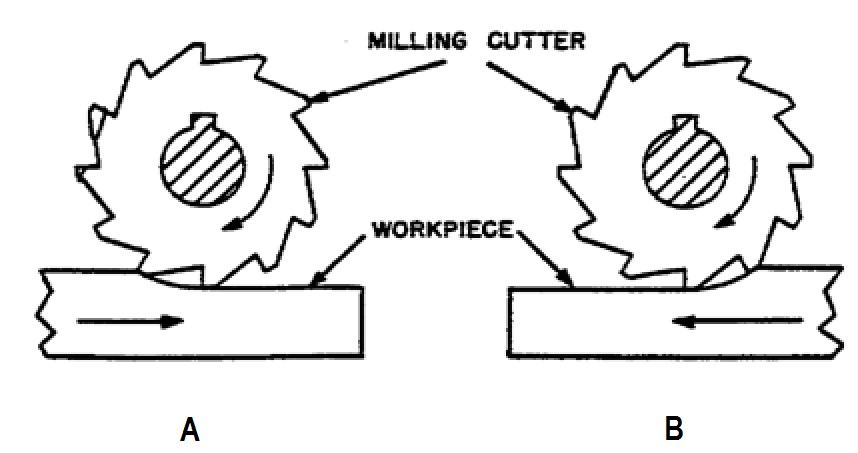 MILLING CUTTER
WORKPIECE
A
B